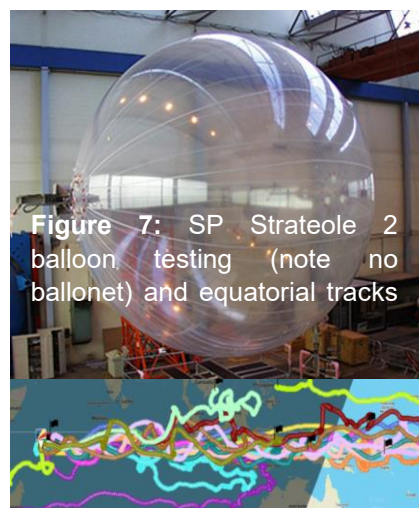 Figure 7: SP Strateole 2
balloon testing (note no
ballonet) and equatorial tracks